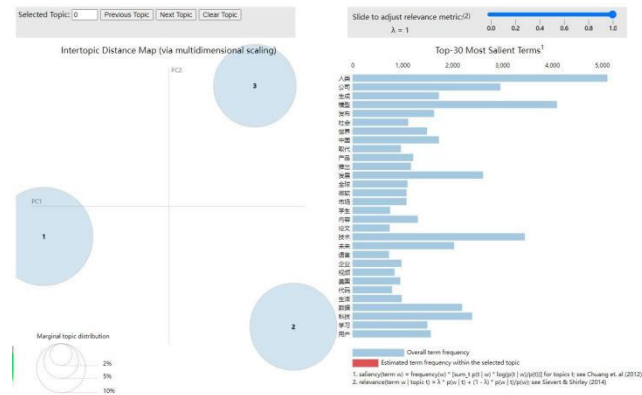 Selected Topic: 0 Previous Topic Next Topic Clear Topic
Slide to adjust relevance metric:(2)
λ = 1
0.0 0.2 0.4 0.6 0.8 1.0
Intertopic Distance Map (via multidimensional scaling)
PC2
PC1
3
1
2
Marginal topic distribution
2%
5%
10%
Top-30 Most Salient Terms1
0 1,000 2,000 3,000 4,000 5,000
人类
公司
生成
模型
发布
社会
世界
中国
取代
产品
搜索
发展
全球
微软
市场
学生
内容
论文
技术
未来
语言
企业
视频
美国
代码
生活
数据
科技
学习
用户
Overall term frequency
Estimated term frequency within the selected topic
1. saliency(term w) = frequency(w) * [sum_t p(t | w) * log(p(t | w)/p(t))] for topics t; see Chuang et. al (2012)
2. relevance(term w | topic t) = λ * p(w | t) + (1 - λ) * p(w | t)/p(w); see Sievert & Shirley (2014)